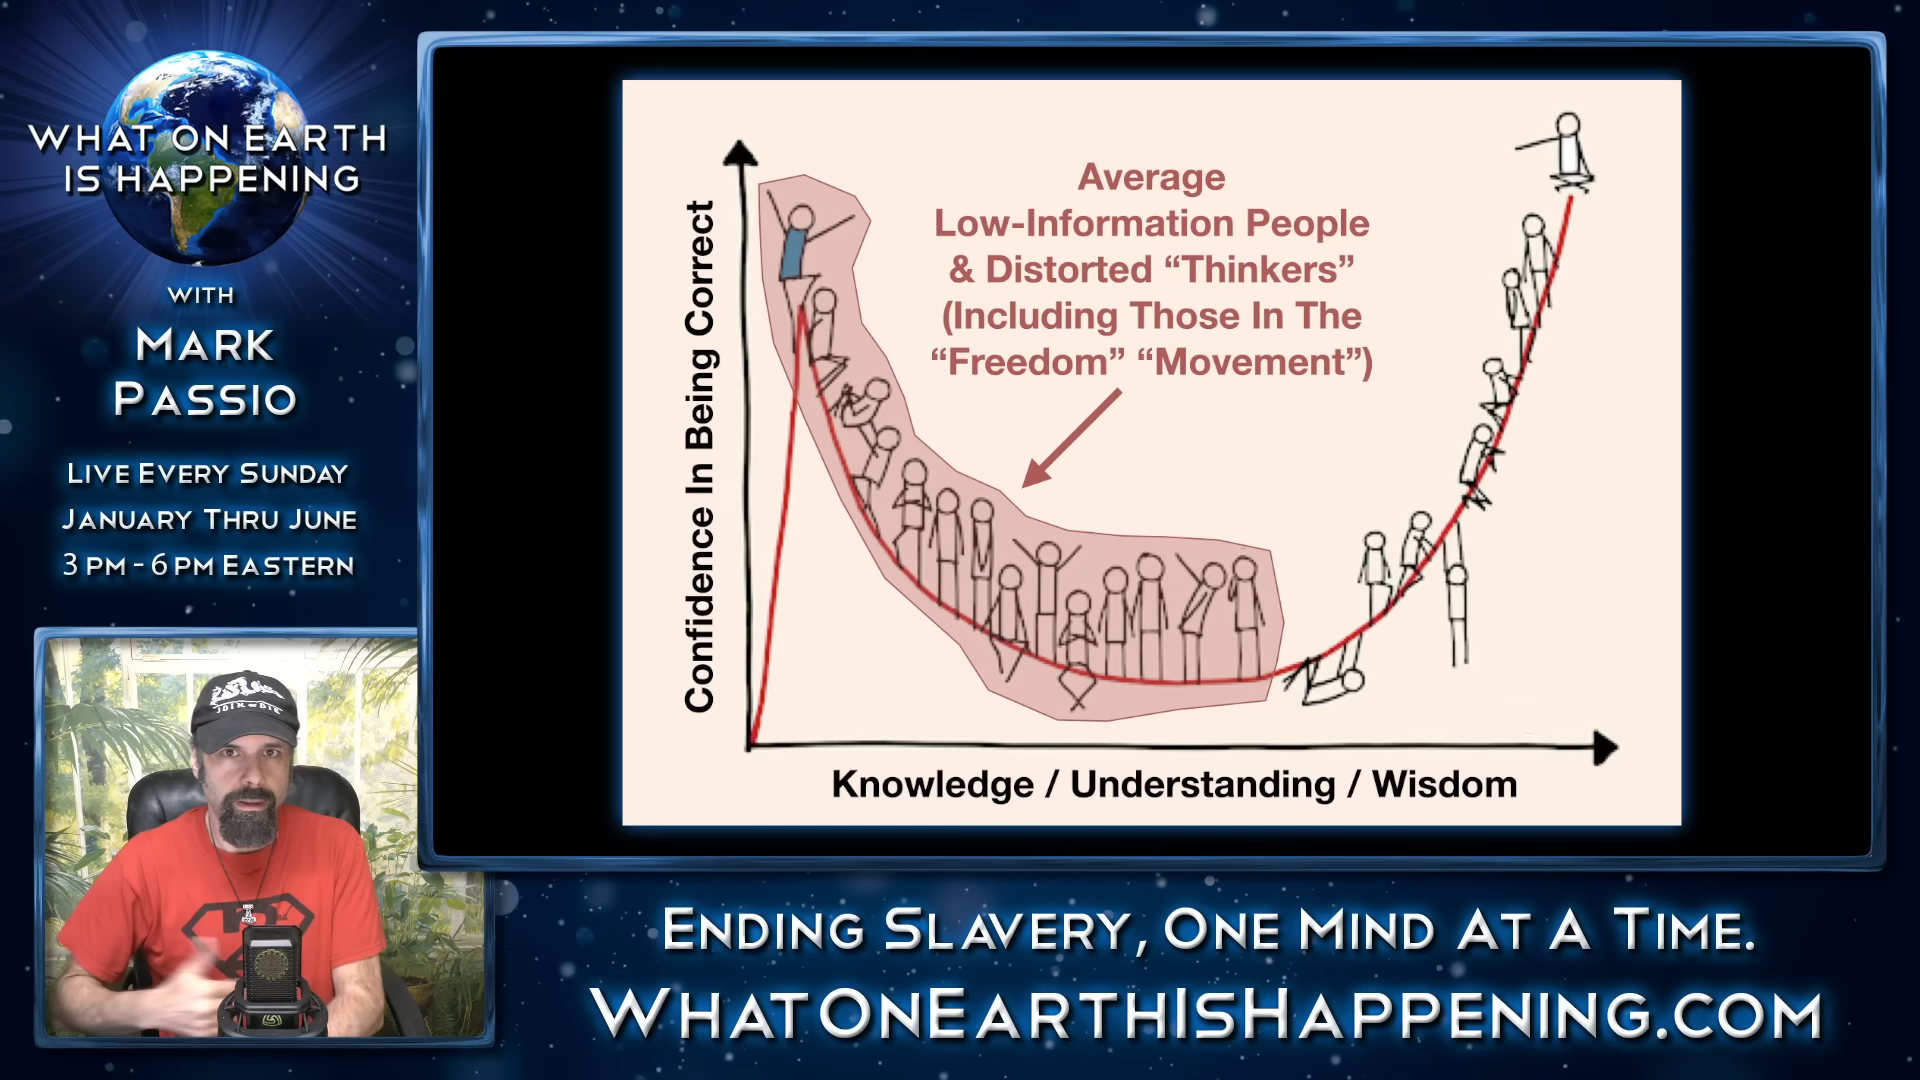 WHAT ON EARTH
IS HAPPENING
WITH
MARK
PASSIO
LIVE EVERY SUNDAY
JANUARY THRU JUNE
3 PM - 6 PM EASTERN
JOIN OR DIE
Average
Low-Information People
& Distorted “Thinkers”
(Including Those In The
“Freedom” “Movement”)
Confidence In Being Correct
Knowledge / Understanding / Wisdom
ENDING SLAVERY, ONE MIND AT A TIME.
WHATONEARTHISHAPPENING.COM